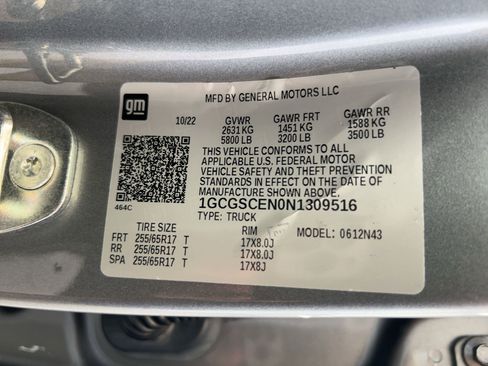 gm
MFD BY GENERAL MOTORS LLC
10/22 GVWR GAWR FRT GAWR RR
2631 KG 1451 KG 1588 KG
5800 LB 3200 LB 3500 LB
THIS VEHICLE CONFORMS TO ALL
APPLICABLE U.S. FEDERAL MOTOR
VEHICLE SAFETY AND THEFT PREVENTION
STANDARDS IN EFFECT ON THE DATE OF
MANUFACTURE SHOWN ABOVE.
464C 1GCGSCEN0N1309516
TYPE: TRUCK
TIRE SIZE RIM MODEL 0612N43
FRT 255/65R17 T 17X8.0J
RR 255/65R17 T 17X8.0J
SPA 255/65R17 T 17X8J